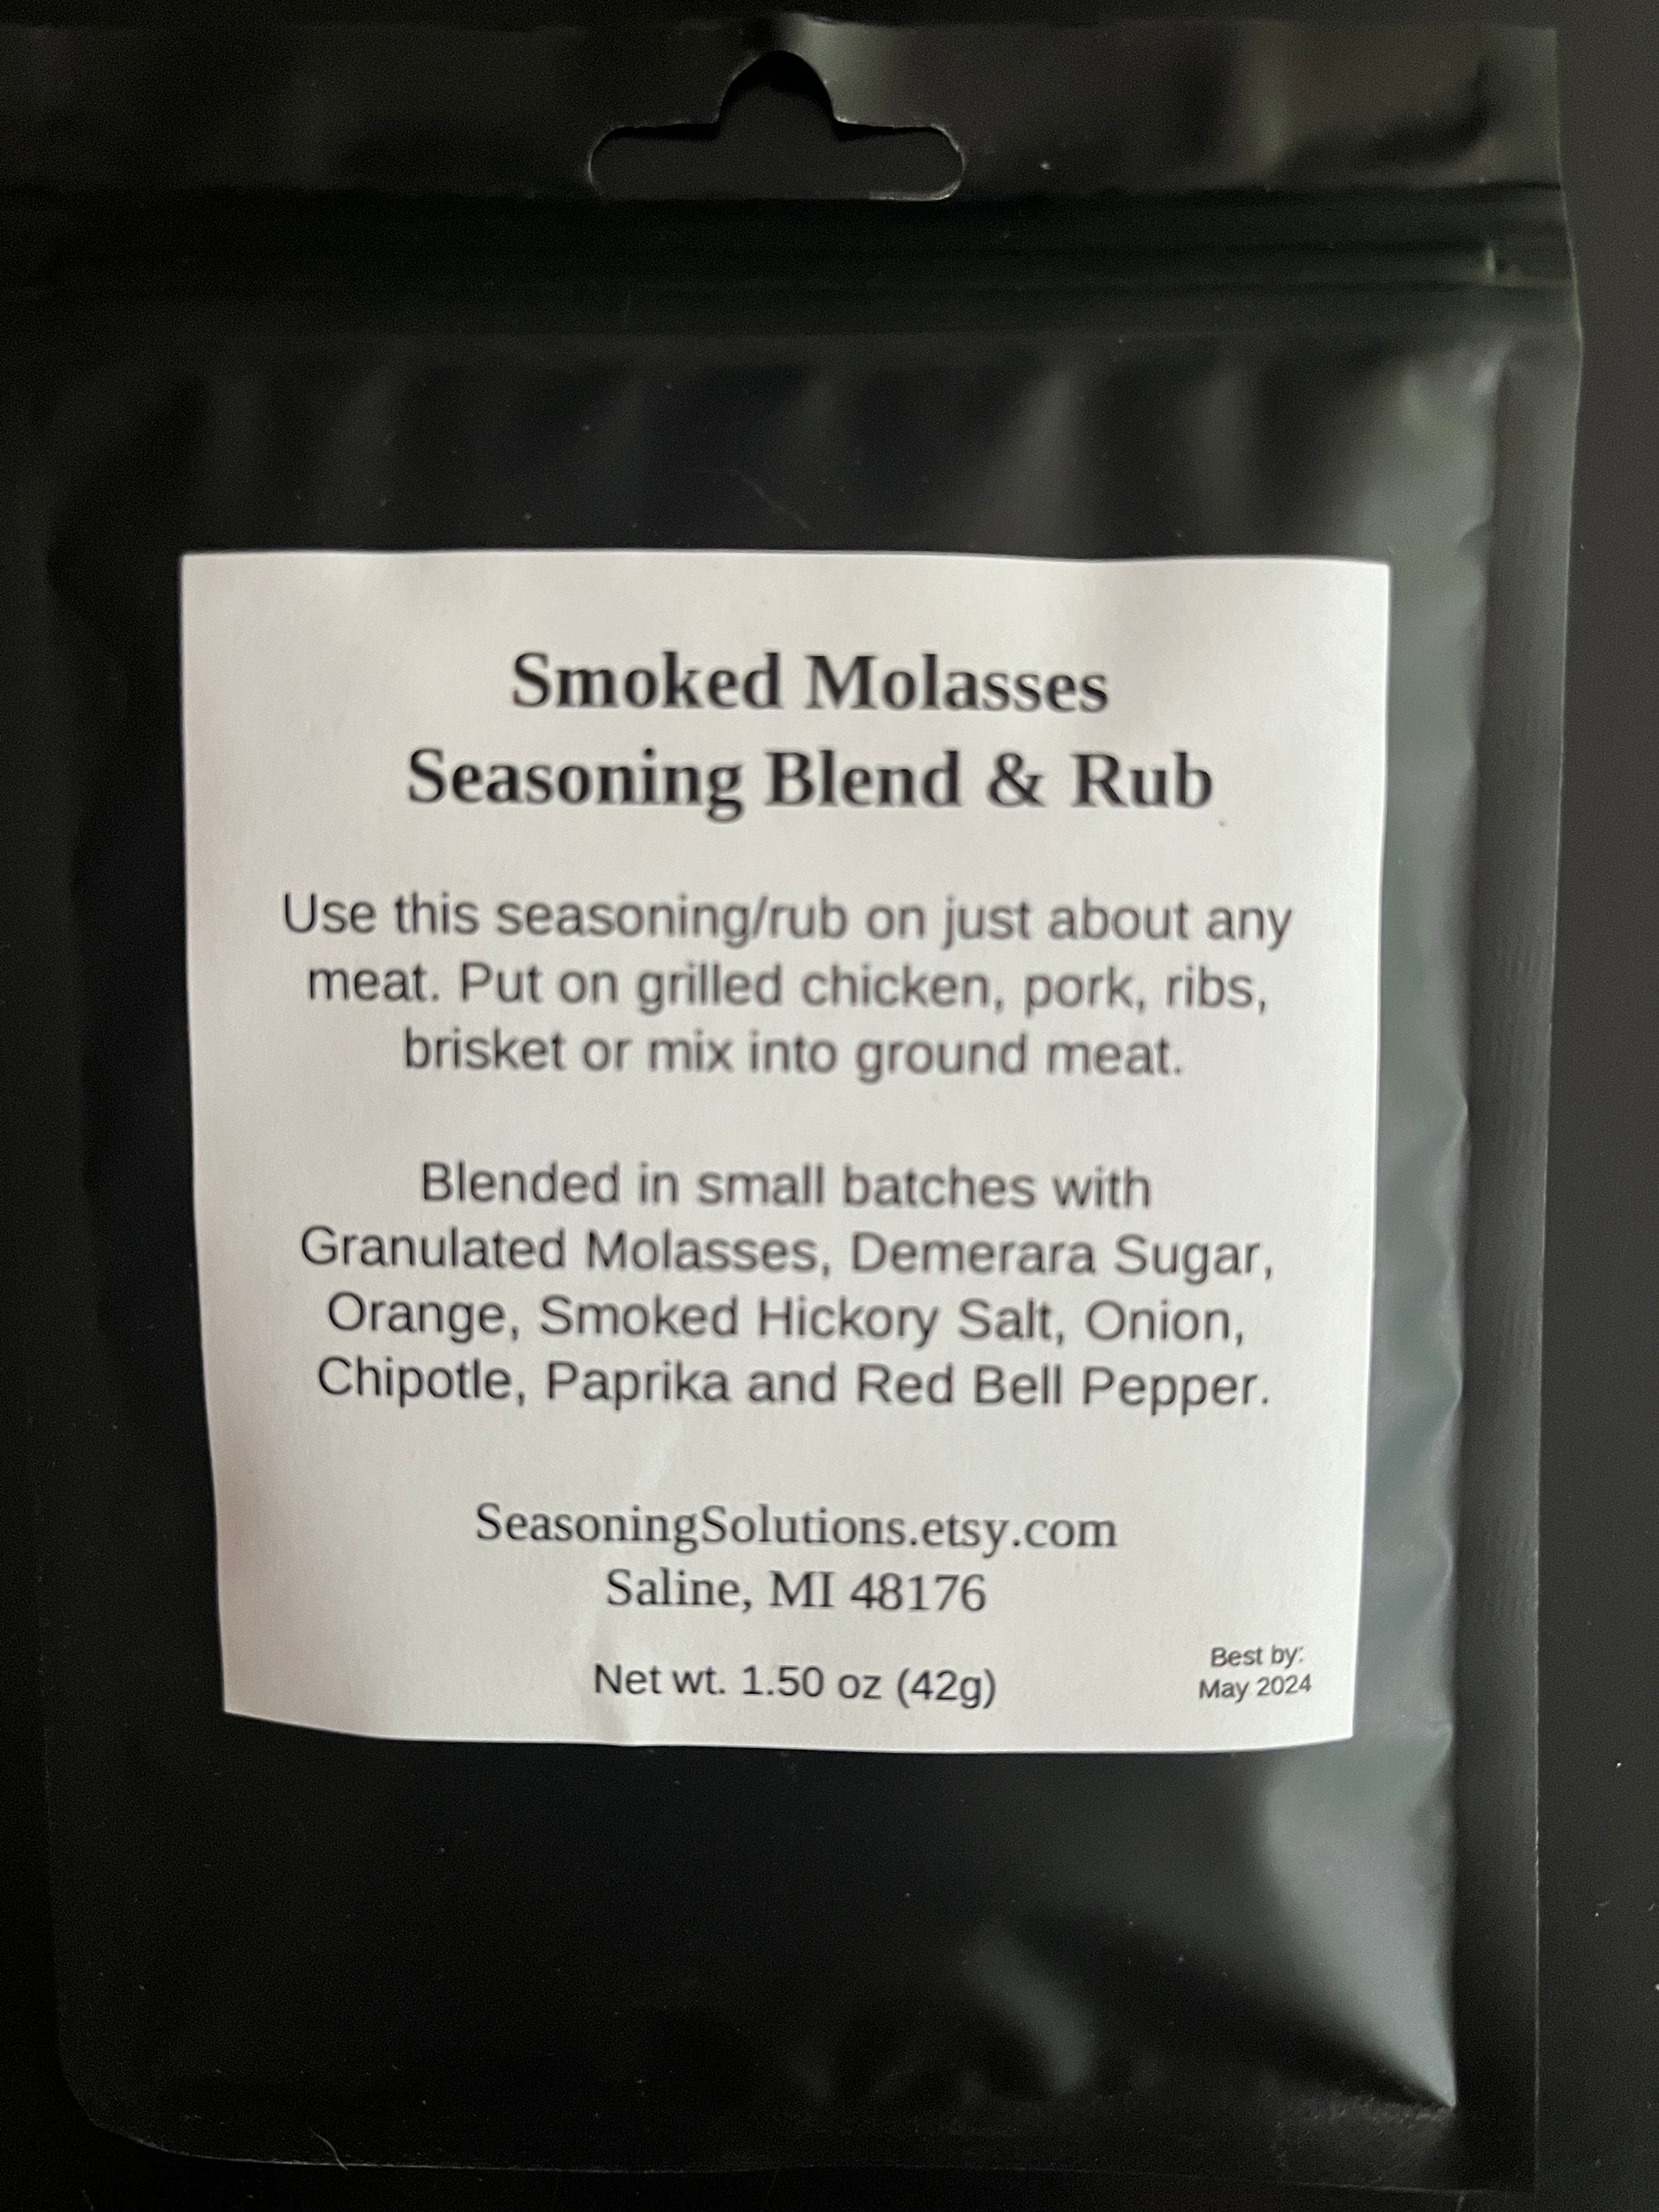 Smoked Molasses
Seasoning Blend & Rub
Use this seasoning/rub on just about any
meat. Put on grilled chicken, pork, ribs,
brisket or mix into ground meat.
Blended in small batches with
Granulated Molasses, Demerara Sugar,
Orange, Smoked Hickory Salt, Onion,
Chipotle, Paprika and Red Bell Pepper.
SeasoningSolutions.etsy.com
Saline, MI 48176
Net wt. 1.50 oz (42g)
Best by:
May 2024